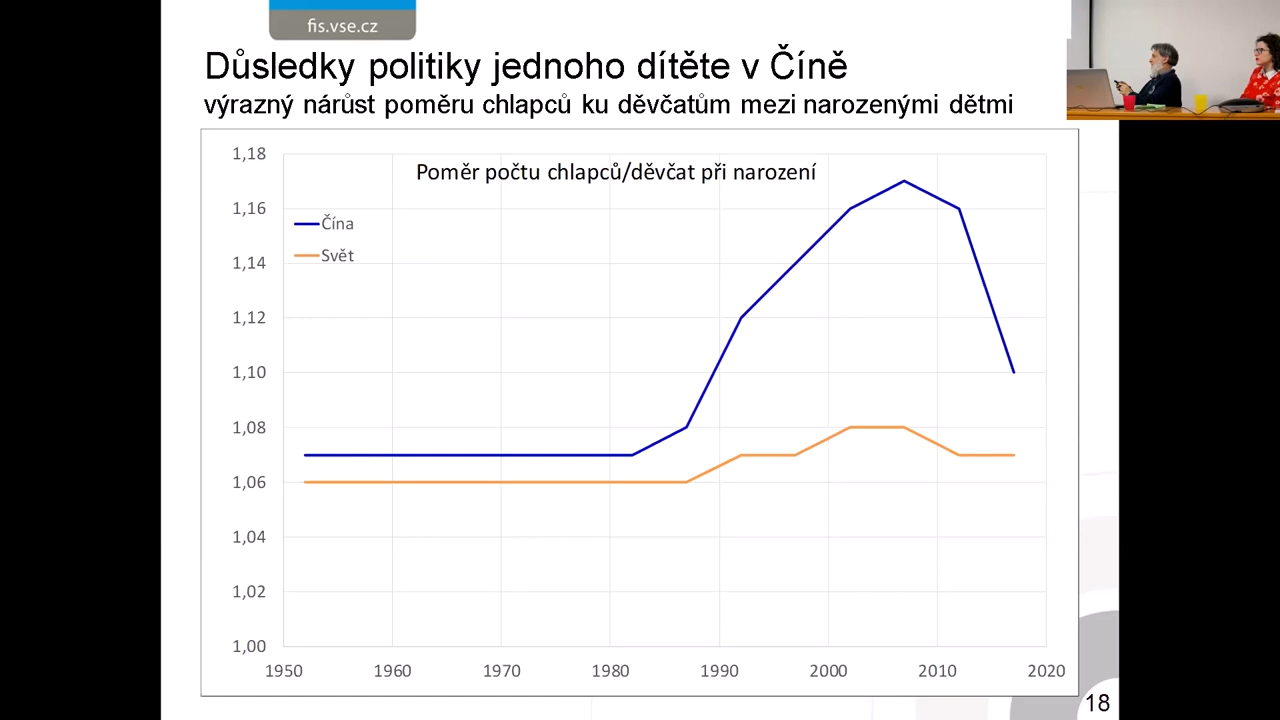 fis.vse.cz
Důsledky politiky jednoho dítěte v Číně
výrazný nárůst poměru chlapců ku děvčatům mezi narozenými dětmi
Poměr počtu chlapců/děvčat při narození
1,18
1,16
Čína
Svět
1,14
1,12
1,10
1,08
1,06
1,04
1,02
1,00
1950 1960 1970 1980 1990 2000 2010 2020
18